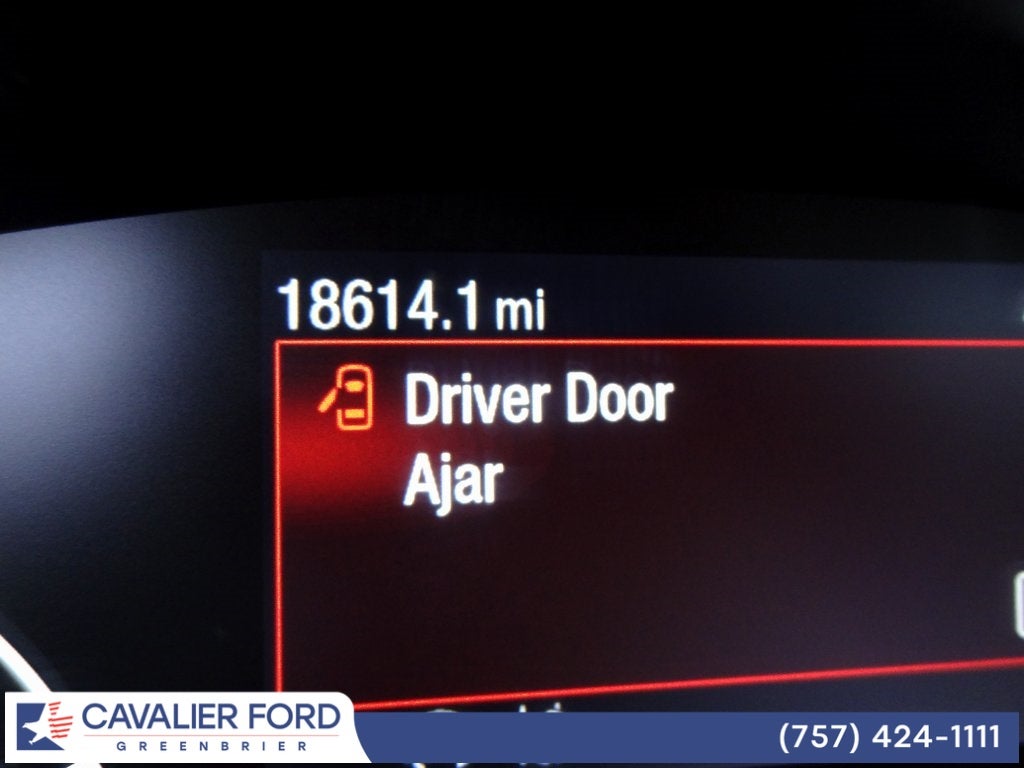 18614.1 mi
Driver Door
Ajar
CAVALIER FORD
GREENBRIER
(757) 424-1111